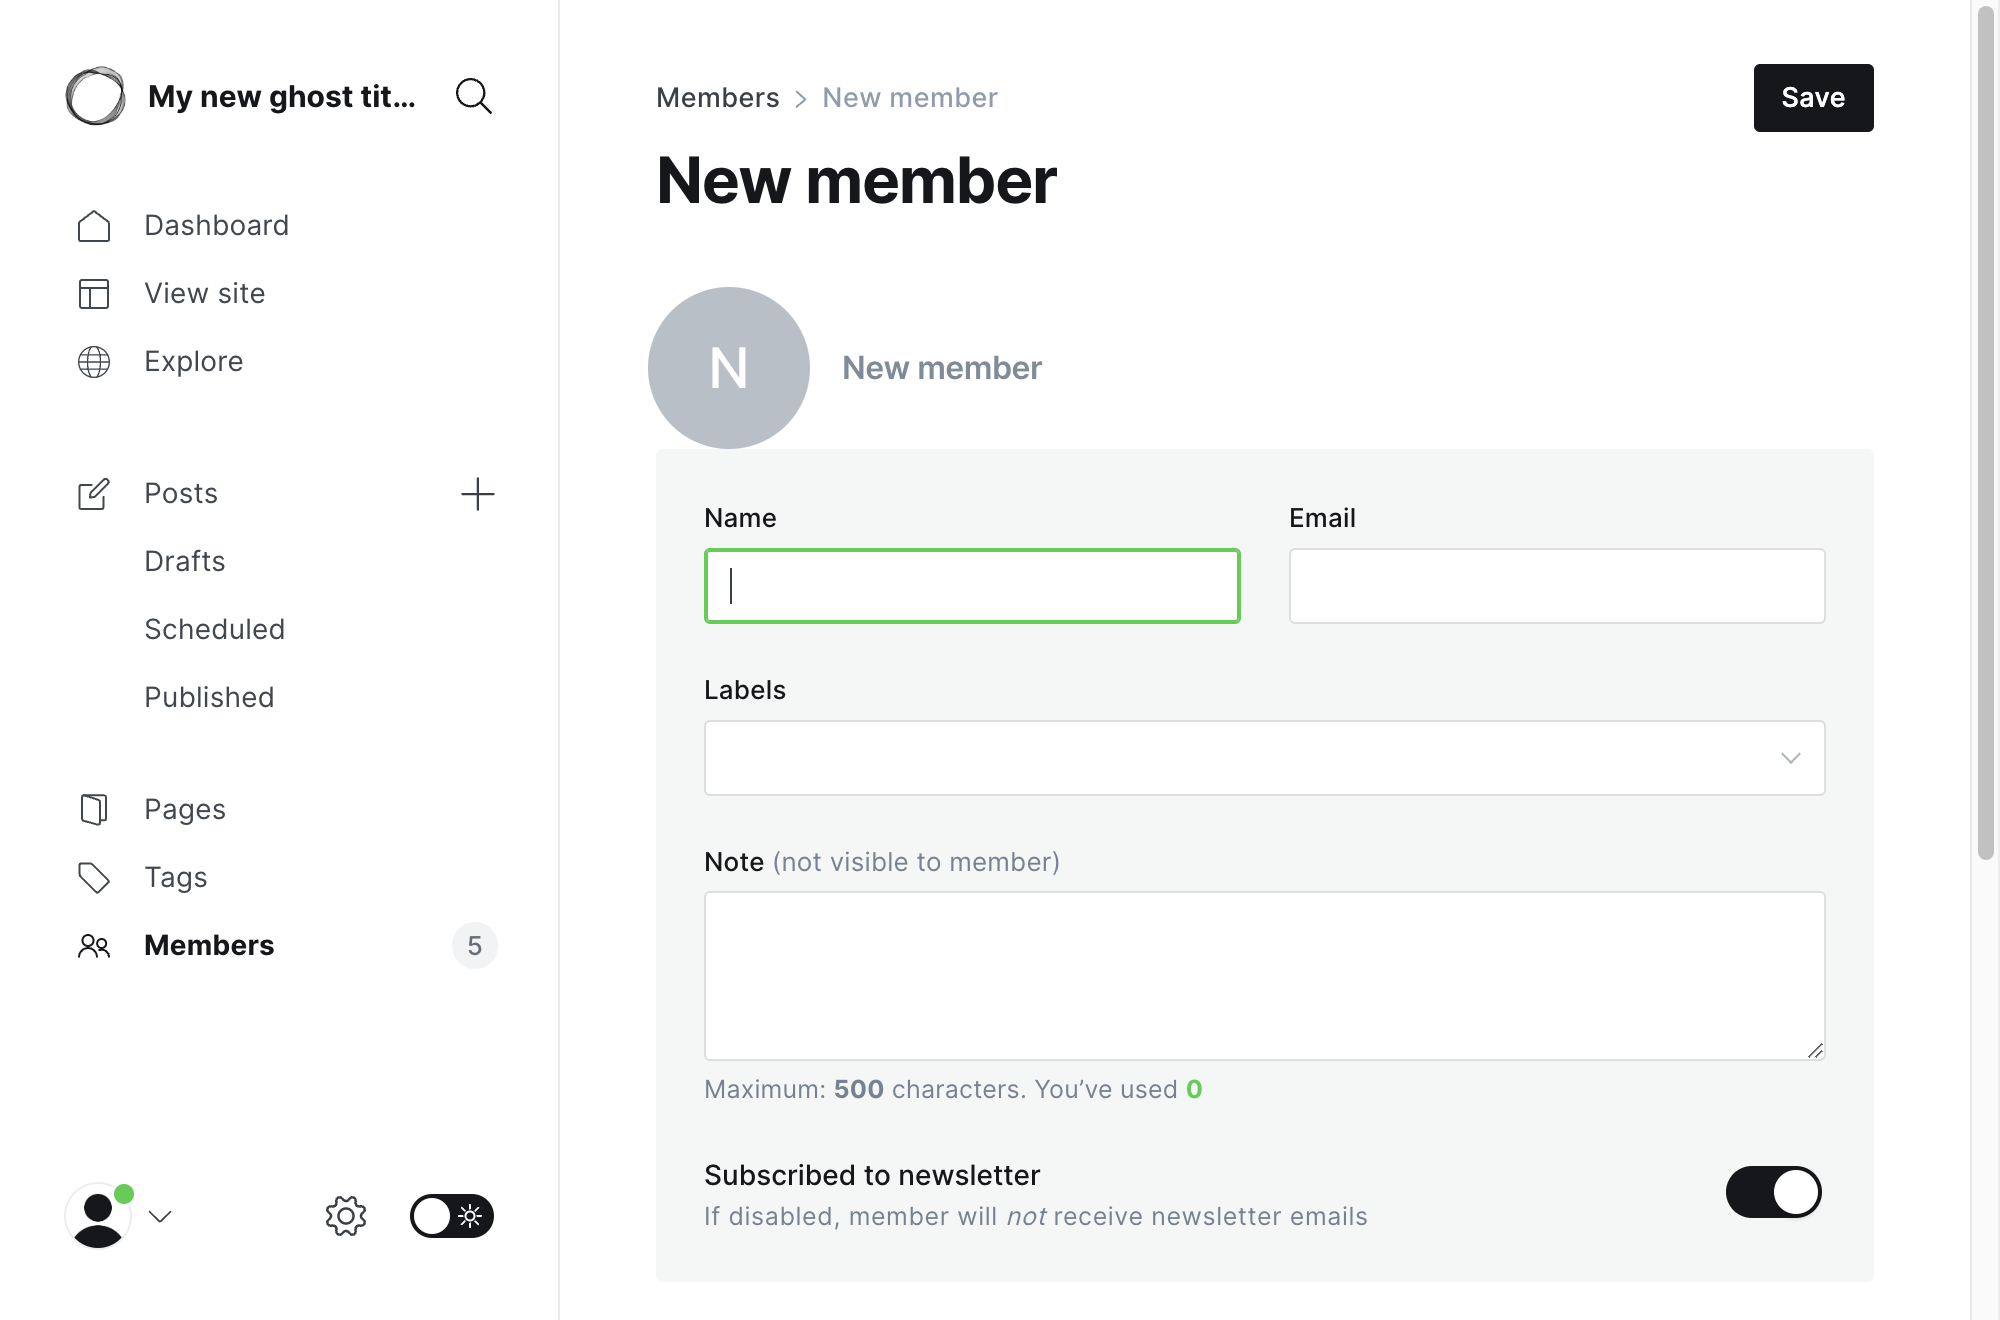 My new ghost tit...
Dashboard
View site
Explore
Posts
Drafts
Scheduled
Published
Pages
Tags
Members 5
Members > New member
Save
New member
N
New member
Name
Email
Labels
Note (not visible to member)
Maximum: 500 characters. You’ve used 0
Subscribed to newsletter
If disabled, member will not receive newsletter emails